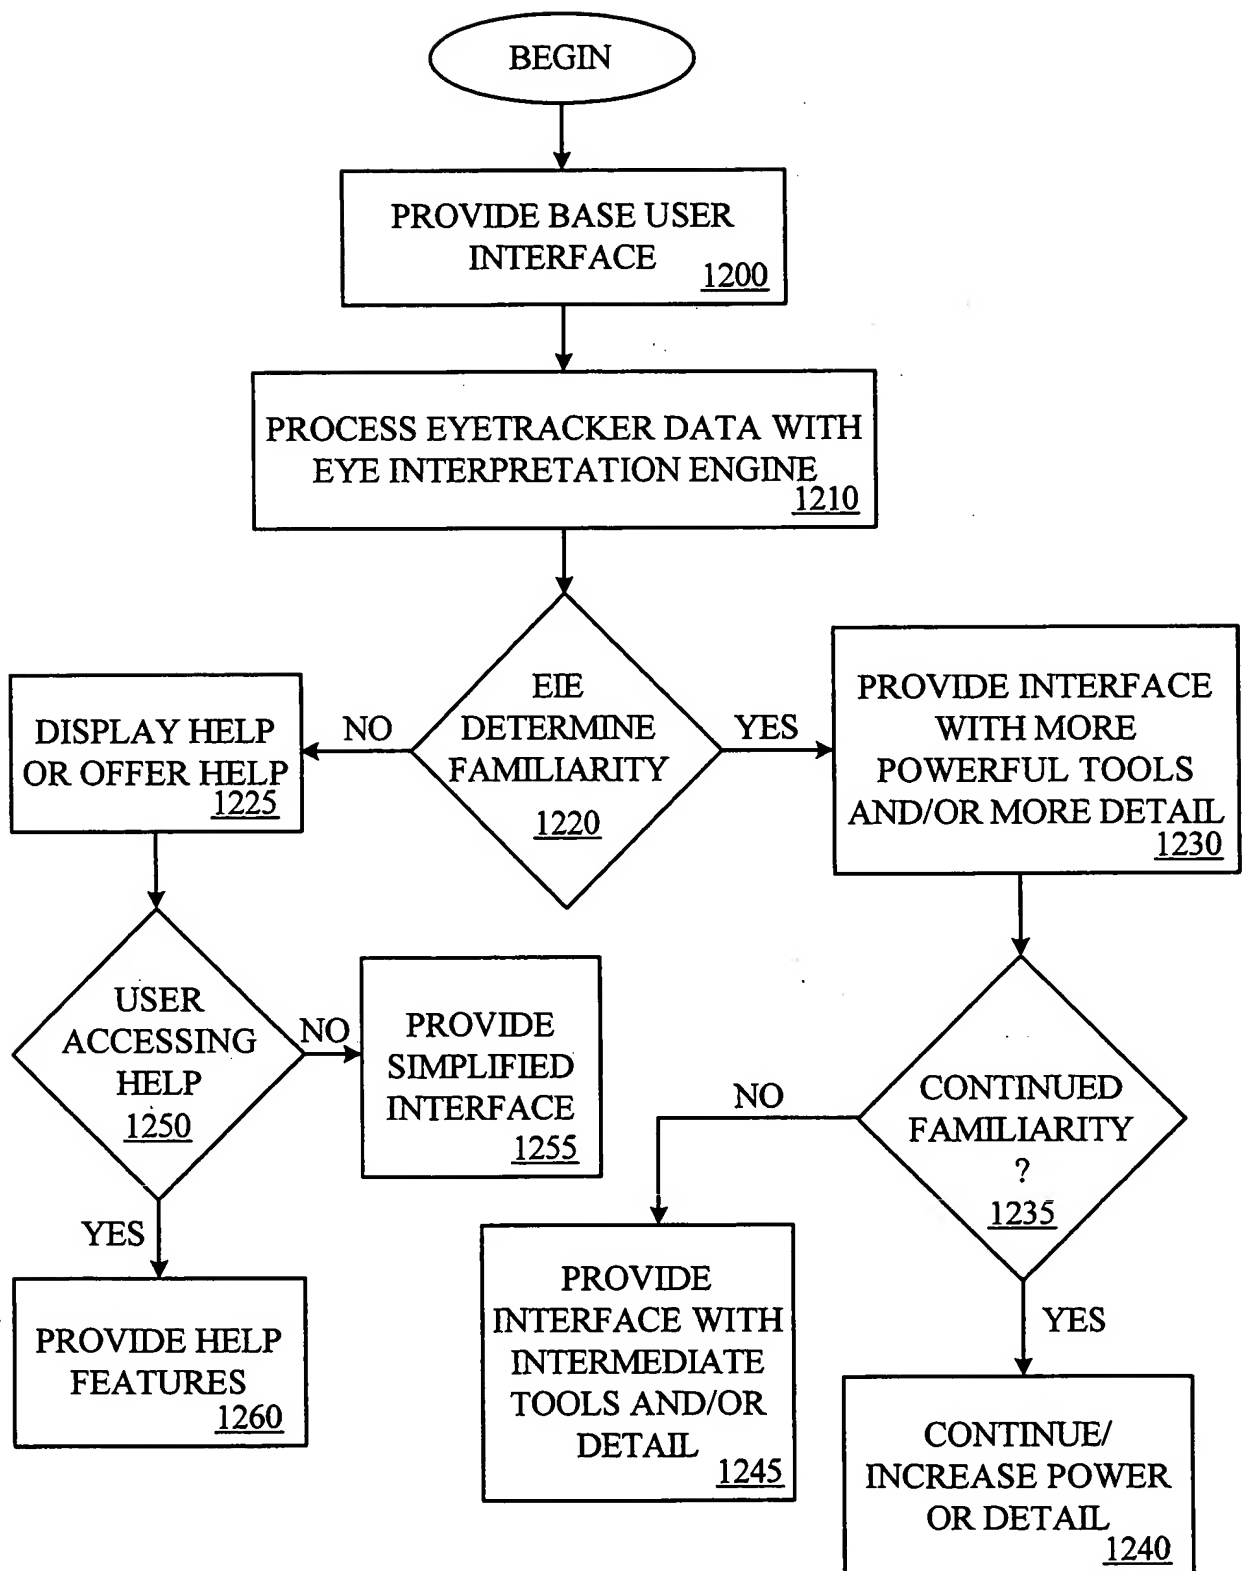 BEGIN
PROVIDE BASE USER
INTERFACE
1200
PROCESS EYETRACKER DATA WITH
EYE INTERPRETATION ENGINE
1210
EIE
DETERMINE
FAMILIARITY
1220
NO
YES
DISPLAY HELP
OR OFFER HELP
1225
PROVIDE INTERFACE
WITH MORE
POWERFUL TOOLS
AND/OR MORE DETAIL
1230
USER
ACCESSING
HELP
1250
NO
PROVIDE
SIMPLIFIED
INTERFACE
1255
YES
PROVIDE HELP
FEATURES
1260
CONTINUED
FAMILIARITY
?
1235
NO
PROVIDE
INTERFACE WITH
INTERMEDIATE
TOOLS AND/OR
DETAIL
1245
YES
CONTINUE/
INCREASE POWER
OR DETAIL
1240